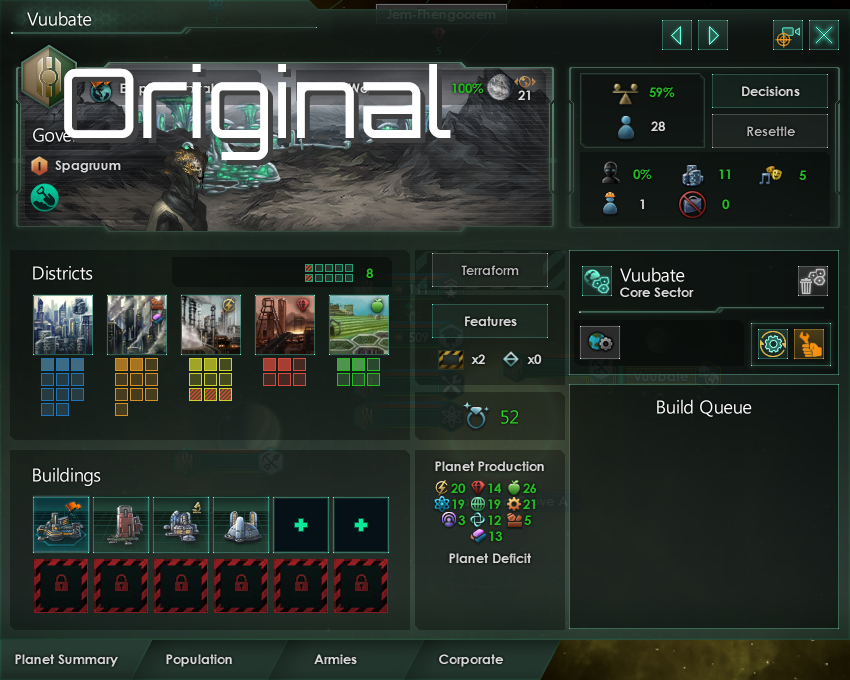 Vuubate
Jem-Fhengoorem
Original
100%
21
Gove
Spagruum
59%
28
Decisions
Resettle
0%
11
5
1
0
Districts
8
Terraform
Features
x2
x0
52
Vuubate
Core Sector
Build Queue
Buildings
Planet Production
20 14 26
19 19 21
3 12 5
13
Planet Deficit
Planet Summary
Population
Armies
Corporate